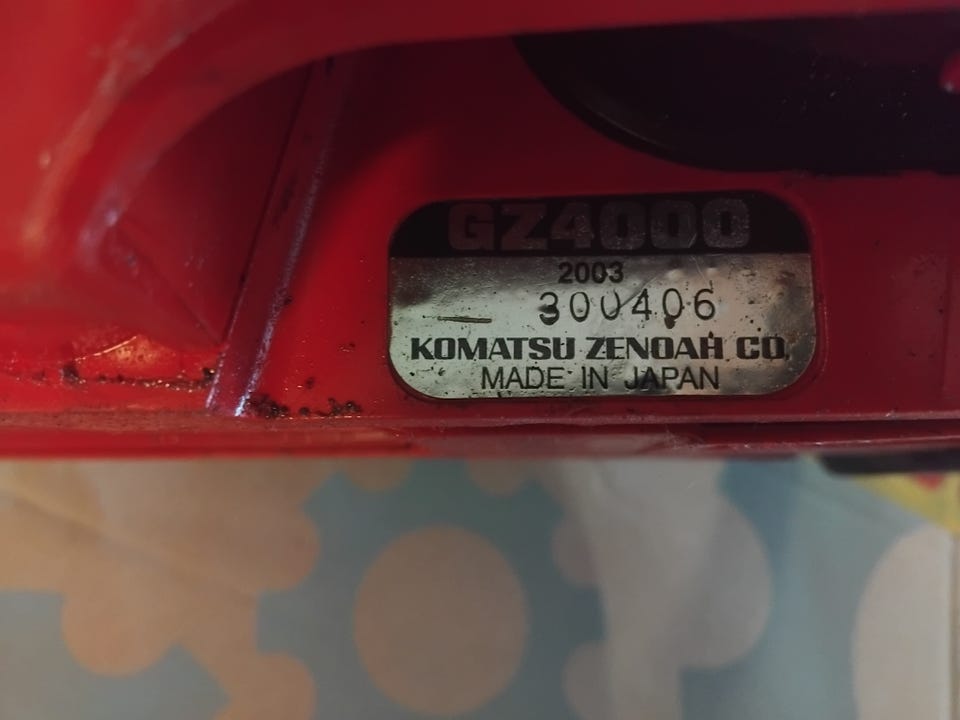 GZ4000
2003
300406
KOMATSU ZENOAH CO.
MADE IN JAPAN